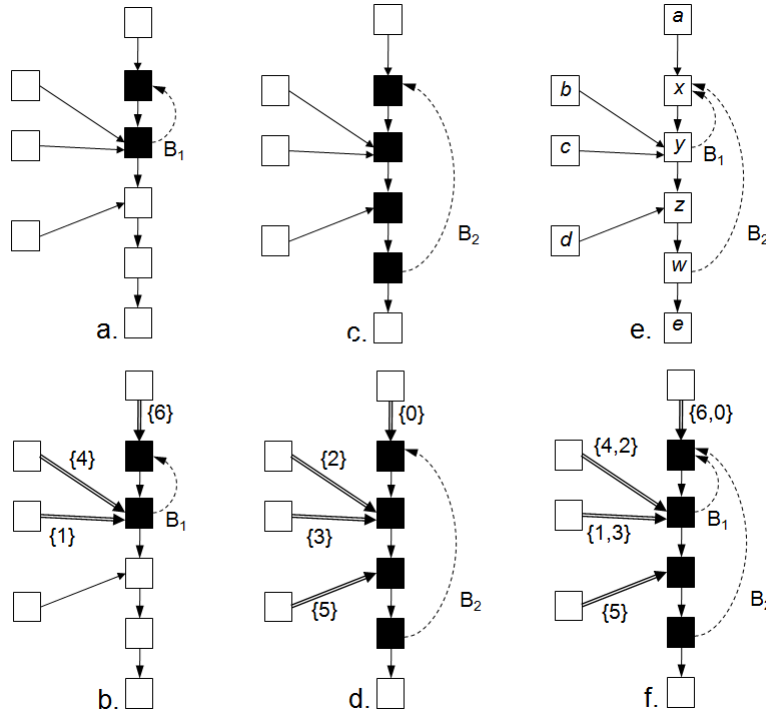 B₁
a.
B₂
c.
a
x
b
y
B₁
c
z
d
B₂
w
e
e.
{6}
{4}
{1}
B₁
b.
{0}
{2}
{3}
{5}
B₂
d.
{6,0}
{4,2}
{1,3}
B₁
{5}
B₂
f.